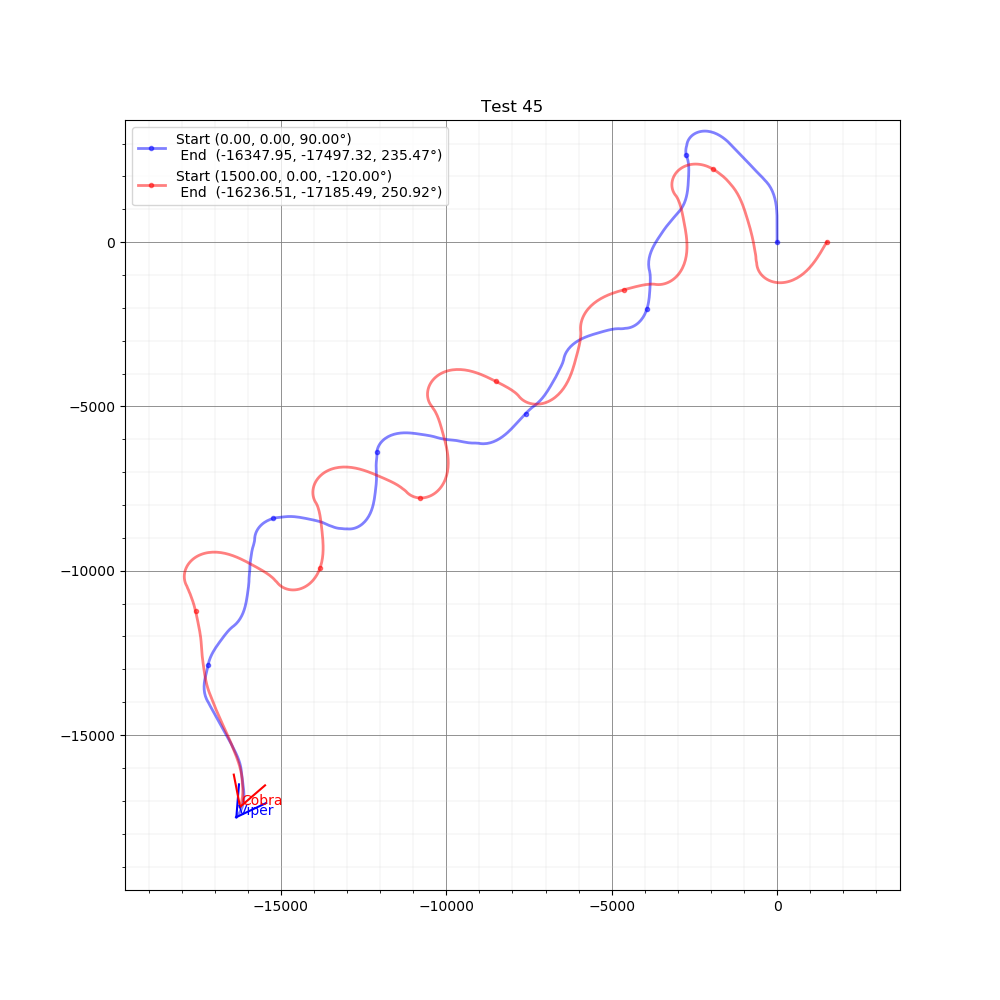 Test 45
Start (0.00, 0.00, 90.00°)
End (-16347.95, -17497.32, 235.47°)
Start (1500.00, 0.00, -120.00°)
End (-16236.51, -17185.49, 250.92°)
0
−5000
−10000
−15000
Cobra
Viper
−15000
−10000
−5000
0